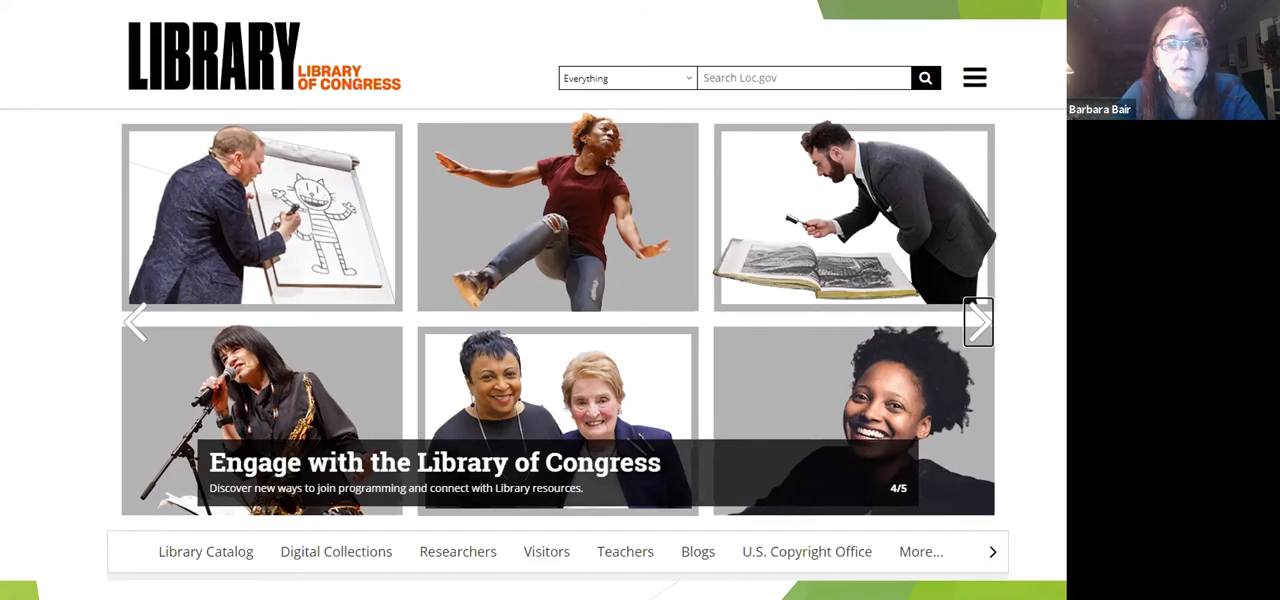 LIBRARY
LIBRARY
OF CONGRESS
Everything
Search Loc.gov
Barbara Bair
Engage with the Library of Congress
Discover new ways to join programming and connect with Library resources.
4/5
Library Catalog
Digital Collections
Researchers
Visitors
Teachers
Blogs
U.S. Copyright Office
More...